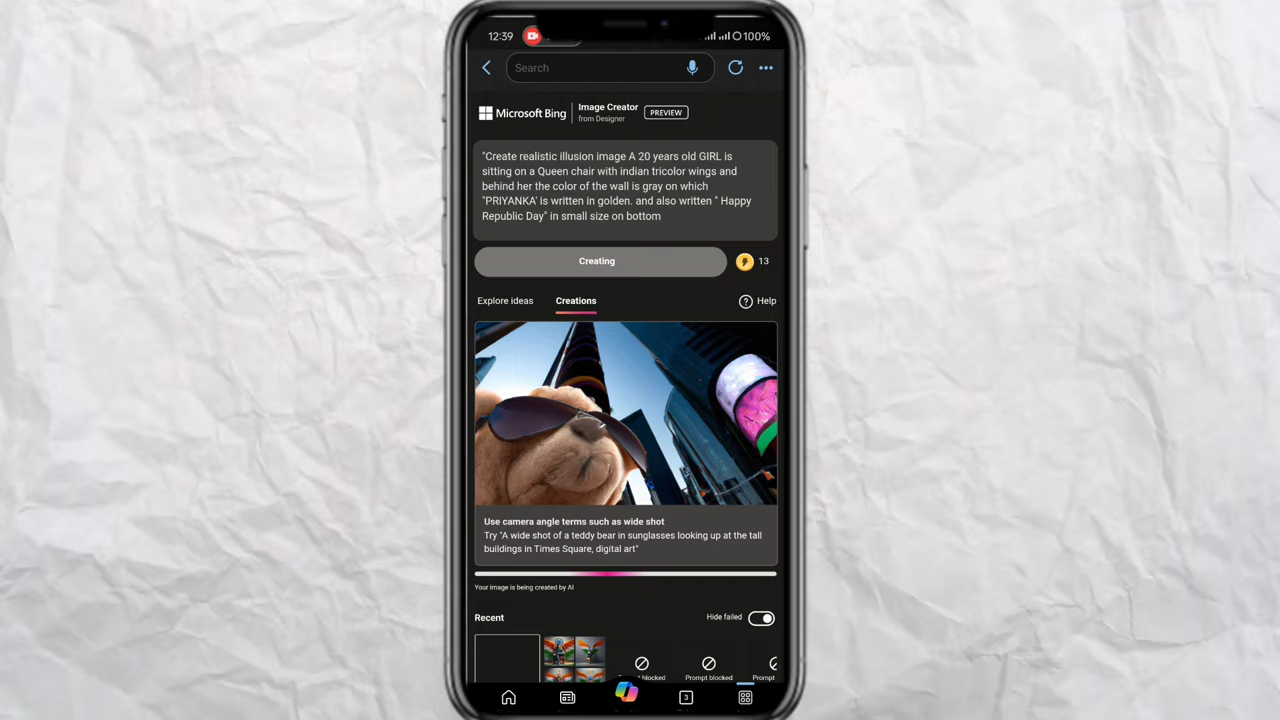 12:39
100%
Search
Microsoft Bing
Image Creator
from Designer
PREVIEW
"Create realistic illusion image A 20 years old GIRL is
sitting on a Queen chair with indian tricolor wings and
behind her the color of the wall is gray on which
"PRIYANKA' is written in golden. and also written " Happy
Republic Day" in small size on bottom
Creating
13
Explore ideas
Creations
Help
Use camera angle terms such as wide shot
Try "A wide shot of a teddy bear in sunglasses looking up at the tall
buildings in Times Square, digital art"
Your image is being created by AI
Recent
Hide failed
blocked
Prompt blocked
Prompt
3